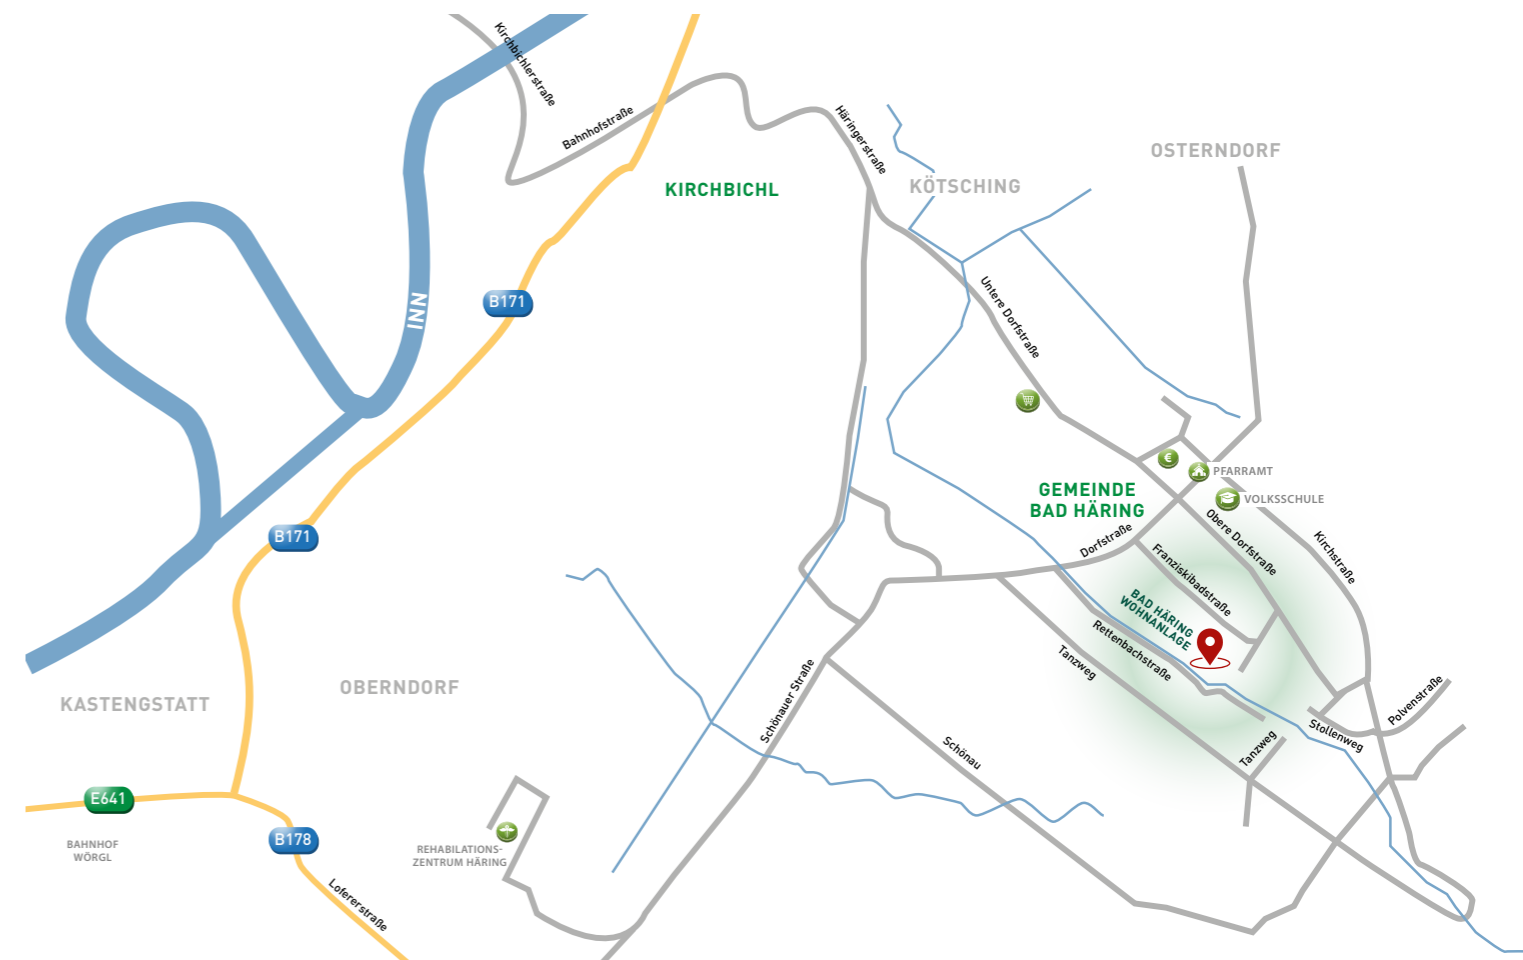 Kirchbichlerstraße
Bahnhofstraße
Häringerstraße
OSTERNDORF
KIRCHBICHL
KÖTSCHING
INN
B171
Untere Dorfstraße
PFARRAMT
GEMEINDE
BAD HÄRING
VOLKSSCHULE
€
B171
Dorfstraße
Obere Dorfstraße
Kirchstraße
Franziskibadstraße
BAD HÄRING
WOHNANLAGE
Rettenbachstraße
Tanzweg
KASTENGSTATT
OBERNDORF
Schönauer Straße
Polvenstraße
Stollenweg
Tanzweg
Schönau
E641
B178
BAHNHOF
WÖRGL
REHABILATIONS-
ZENTRUM HÄRING
Lofererstraße